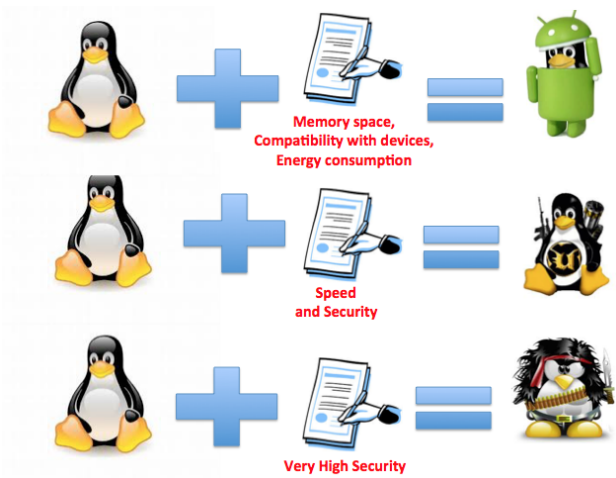 Memory space,
Compatibility with devices,
Energy consumption
Speed
and Security
Very High Security